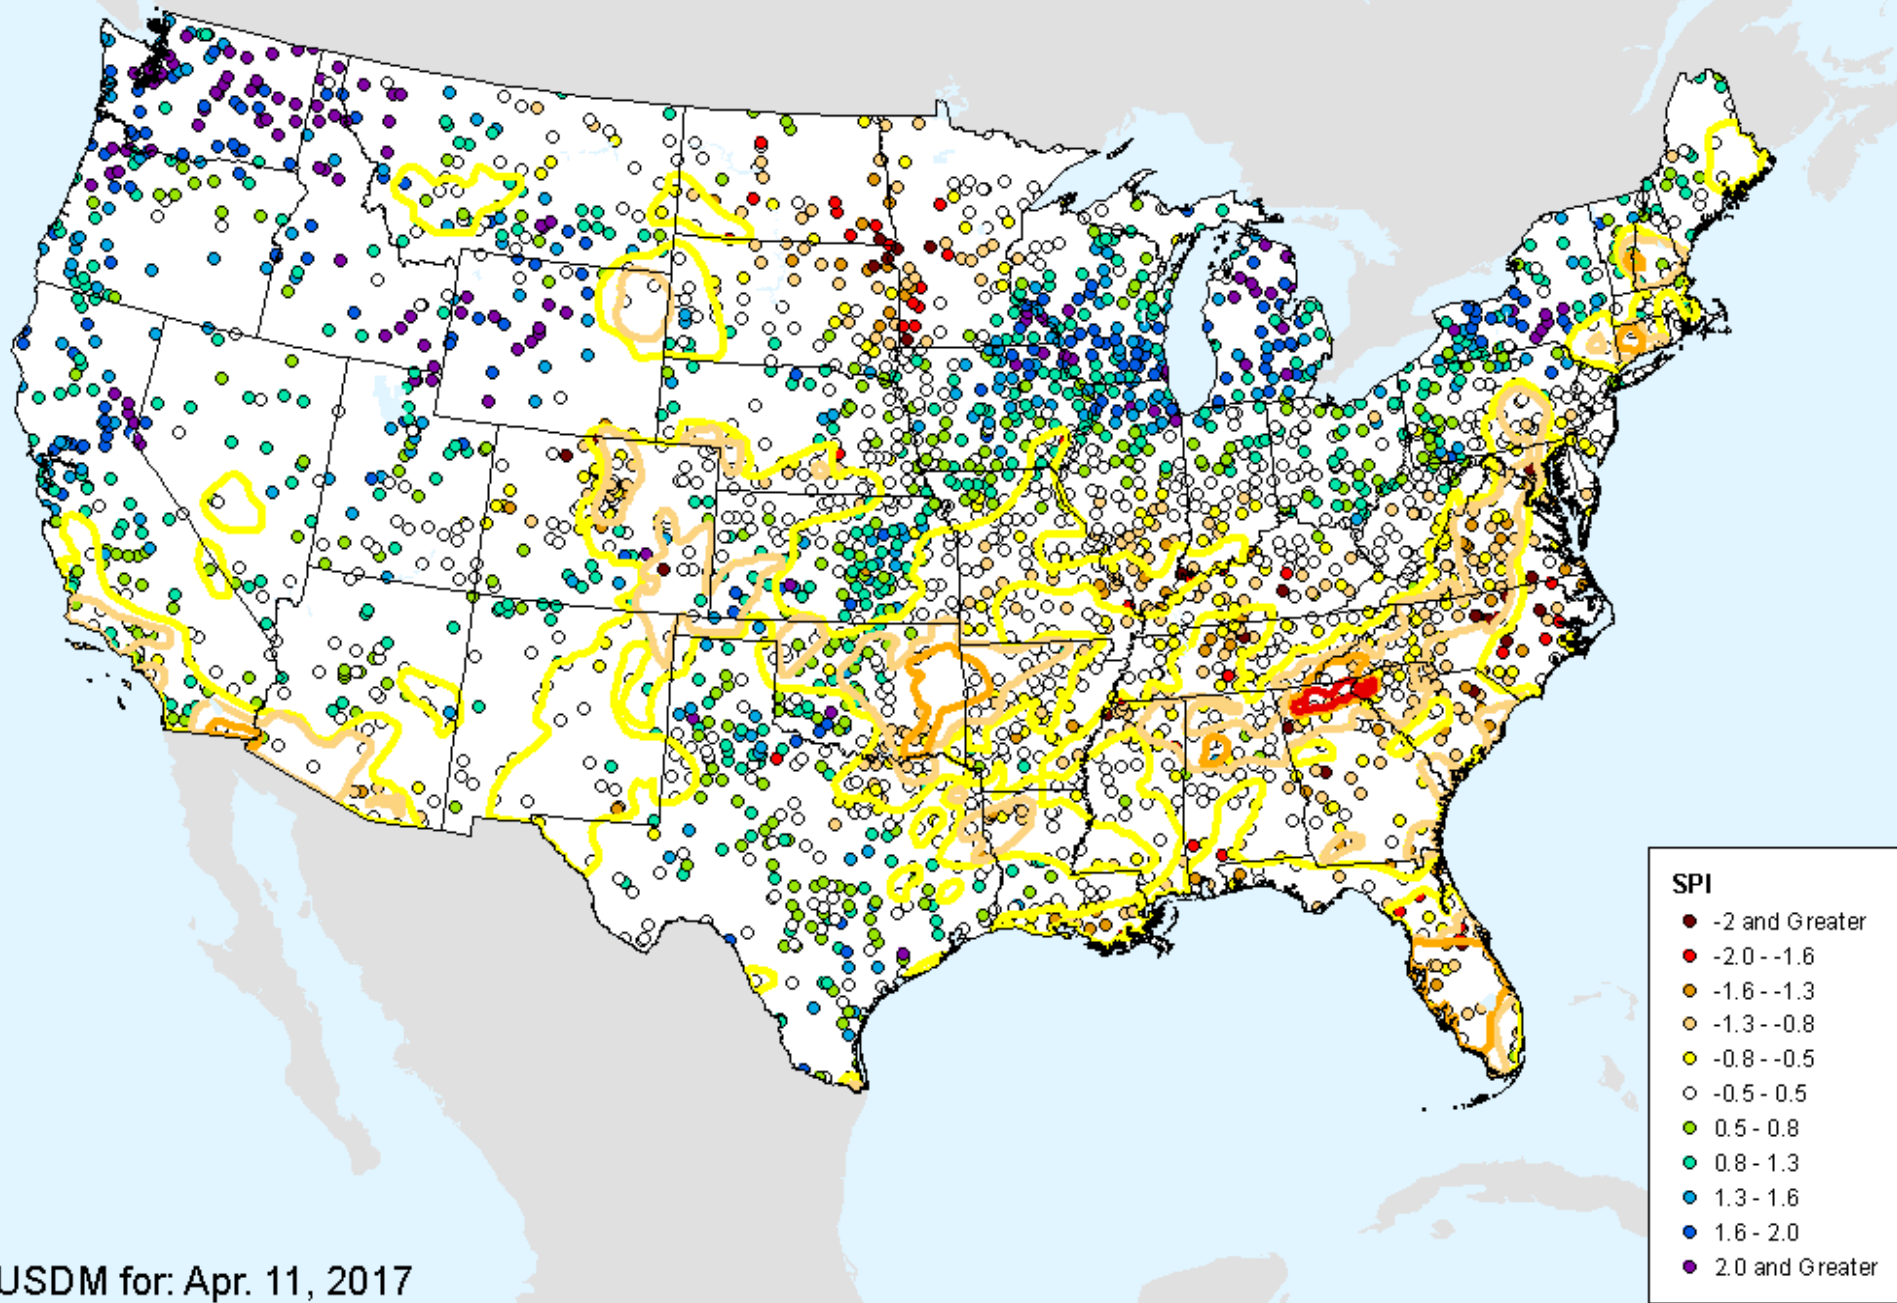 SPI
-2 and Greater
-2.0 - -1.6
-1.6 - -1.3
-1.3 - -0.8
-0.8 - -0.5
-0.5 - 0.5
0.5 - 0.8
0.8 - 1.3
1.3 - 1.6
1.6 - 2.0
2.0 and Greater
USDM for: Apr. 11, 2017